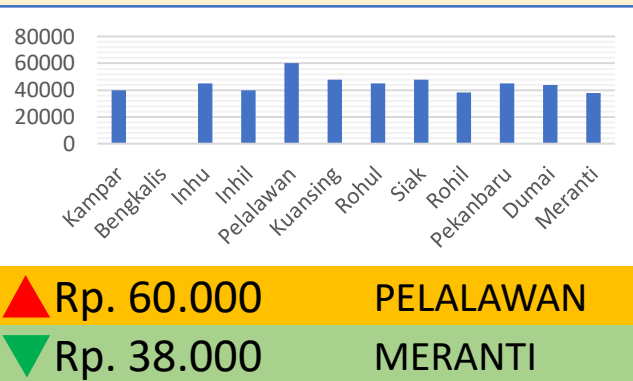 80000
60000
40000
20000
0
Kampar
Bengkalis
Inhu
Inhil
Pelalawan
Kuansing
Rohul
Siak
Rohil
Pekanbaru
Dumai
Meranti
Rp. 60.000 PELALAWAN
Rp. 38.000 MERANTI